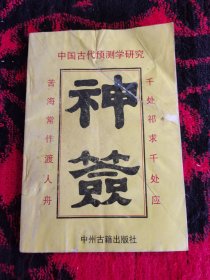 中国古代预测学研究
千处祈求千处应
苦海常作渡人舟
神签
中州古籍出版社